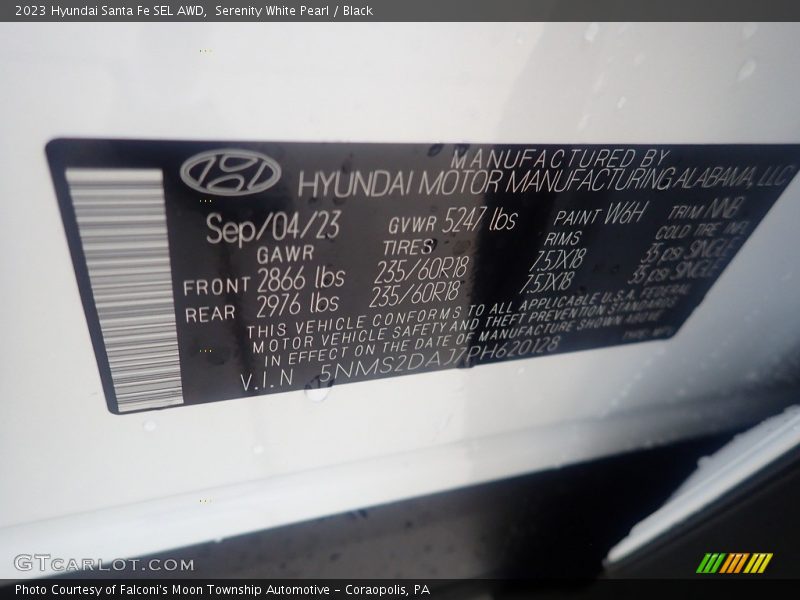 2023 Hyundai Santa Fe SEL AWD,  Serenity White Pearl / Black
MANUFACTURED BY
HYUNDAI MOTOR MANUFACTURING ALABAMA, LLC
Sep/04/23 GVWR 5247 lbs PAINT W6H TRIM NNB
GAWR TIRES RIMS COLD TIRE INFL
FRONT 2866 lbs 235/60R18 7.5JX18 35 psi SINGLE
REAR 2976 lbs 235/60R18 7.5JX18 35 psi SINGLE
THIS VEHICLE CONFORMS TO ALL APPLICABLE U.S.A. FEDERAL
MOTOR VEHICLE SAFETY AND THEFT PREVENTION STANDARDS
IN EFFECT ON THE DATE OF MANUFACTURE SHOWN ABOVE
V.I.N 5NMS2DAJ7PH620128
GTCARLOT.COM
Photo Courtesy of Falconi's Moon Township Automotive – Coraopolis, PA